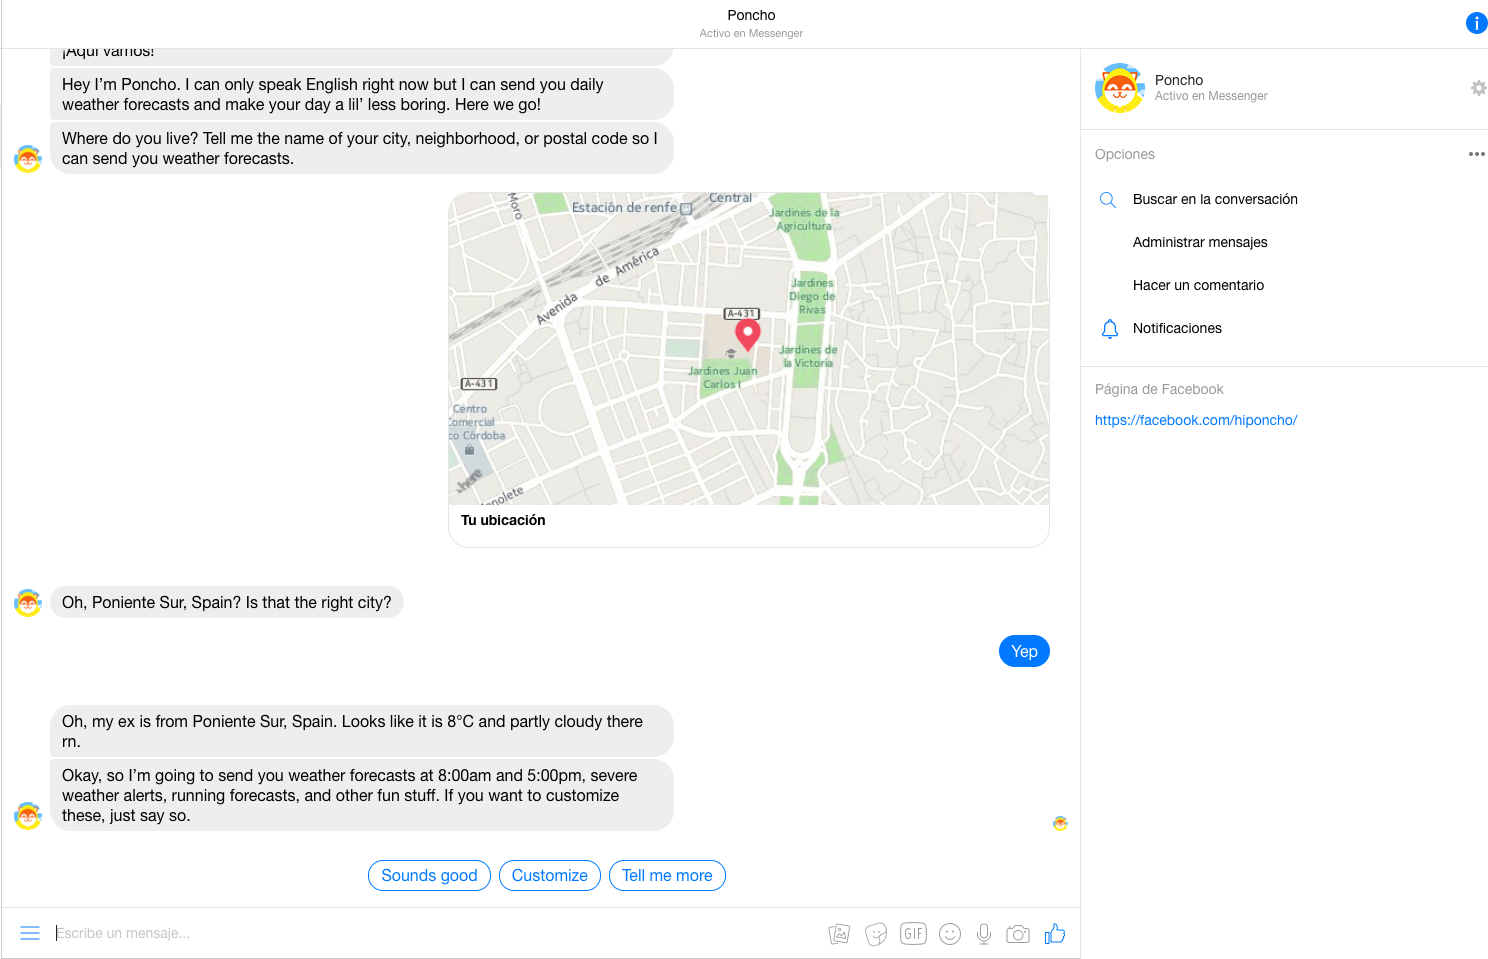 Poncho
Activo en Messenger
¡Aquí vamos!
Hey I’m Poncho. I can only speak English right now but I can send you daily
weather forecasts and make your day a lil’ less boring. Here we go!
Where do you live? Tell me the name of your city, neighborhood, or postal code so I
can send you weather forecasts.
Moro
Estación de renfe
Central
Jardines de la
Agricultura
Avenida de América
Jardines
Diego de
Rivas
A-431
Jardines de
la Victoria
Jardines Juan
Carlos I
A-431
Centro
Comercial
co Córdoba
here
nolete
Tu ubicación
Oh, Poniente Sur, Spain? Is that the right city?
Yep
Oh, my ex is from Poniente Sur, Spain. Looks like it is 8°C and partly cloudy there
rn.
Okay, so I’m going to send you weather forecasts at 8:00am and 5:00pm, severe
weather alerts, running forecasts, and other fun stuff. If you want to customize
these, just say so.
Sounds good
Customize
Tell me more
Escribe un mensaje...
GIF
Poncho
Activo en Messenger
Opciones
Buscar en la conversación
Administrar mensajes
Hacer un comentario
Notificaciones
Página de Facebook
https://facebook.com/hiponcho/